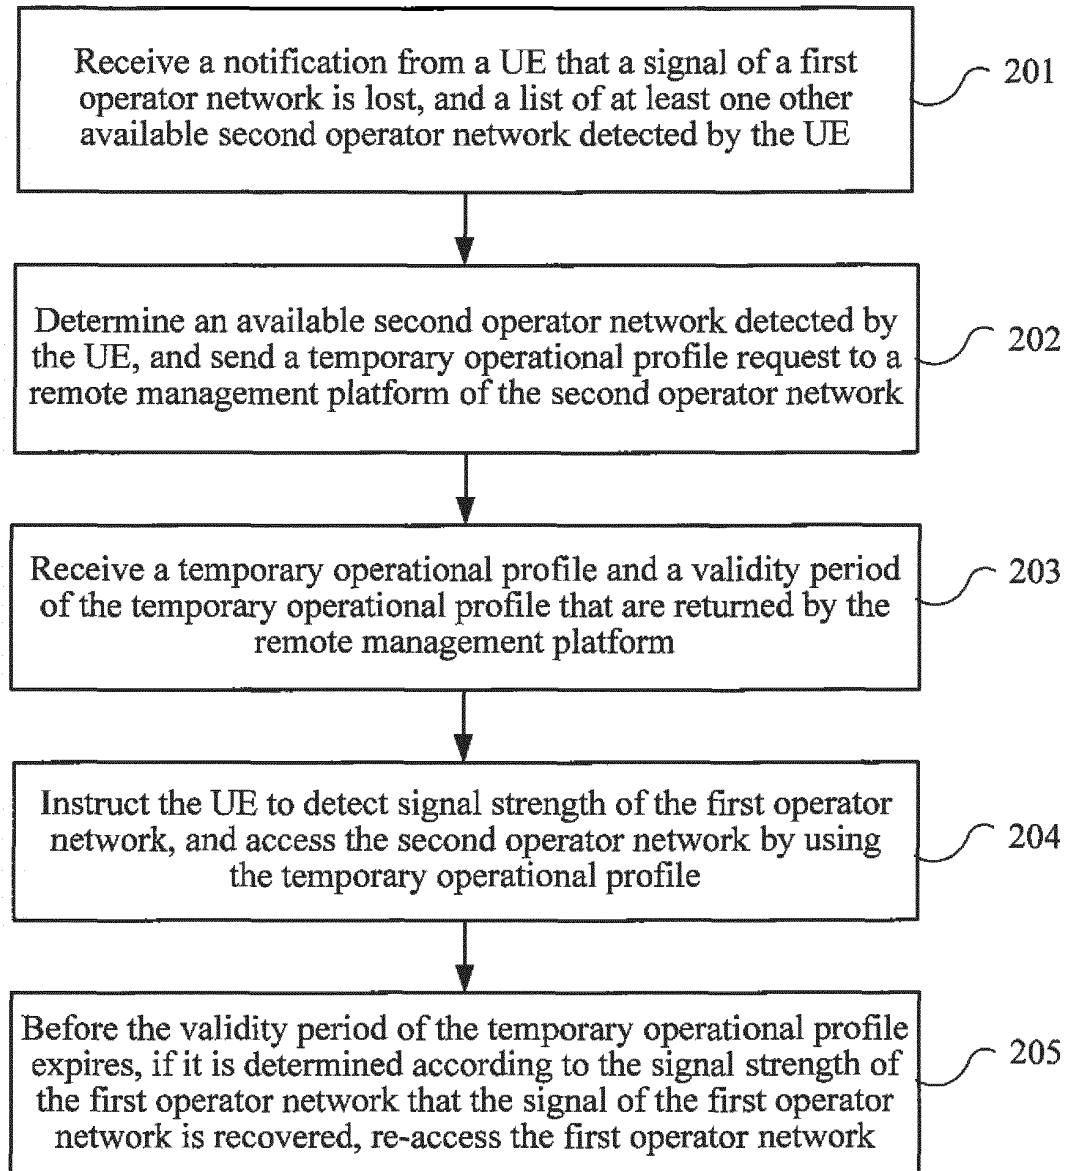 Receive a notification from a UE that a signal of a first
operator network is lost, and a list of at least one other
available second operator network detected by the UE
201
Determine an available second operator network detected by
the UE, and send a temporary operational profile request to a
remote management platform of the second operator network
202
Receive a temporary operational profile and a validity period
of the temporary operational profile that are returned by the
remote management platform
203
Instruct the UE to detect signal strength of the first operator
network, and access the second operator network by using
the temporary operational profile
204
Before the validity period of the temporary operational profile
expires, if it is determined according to the signal strength of
the first operator network that the signal of the first operator
network is recovered, re-access the first operator network
205